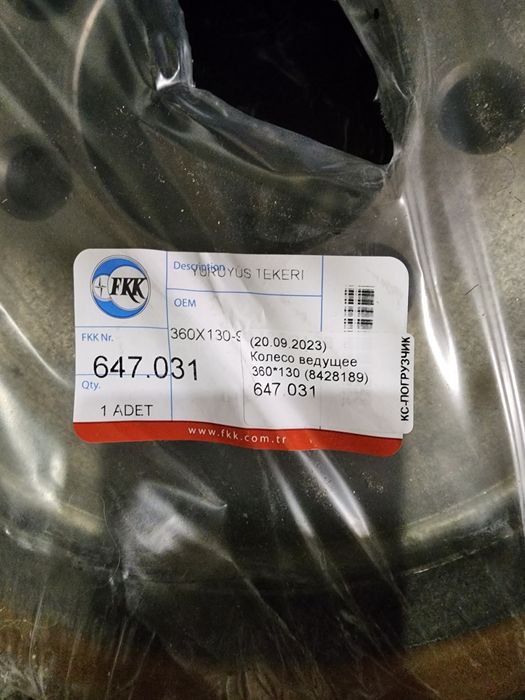 FKK
Description
YÜRÜYÜS TEKERİ
OEM
FKK Nr.
360X130-
647.031
Qty.
1 ADET
(20.09.2023)
Колесо ведущее
360*130 (8428189)
647.031
КС-ПОГРУЗЧИК
www.fkk.com.tr